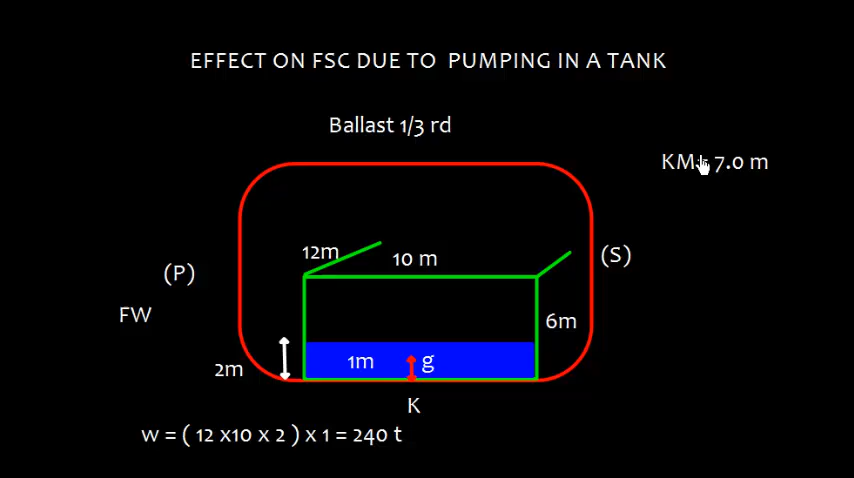 EFFECT ON FSC DUE TO PUMPING IN A TANK
Ballast 1/3 rd
KM= 7.0 m
12m
10 m
(P)
(S)
FW
6m
2m
1m
g
K
w = ( 12 x10 x 2 ) x 1 = 240 t